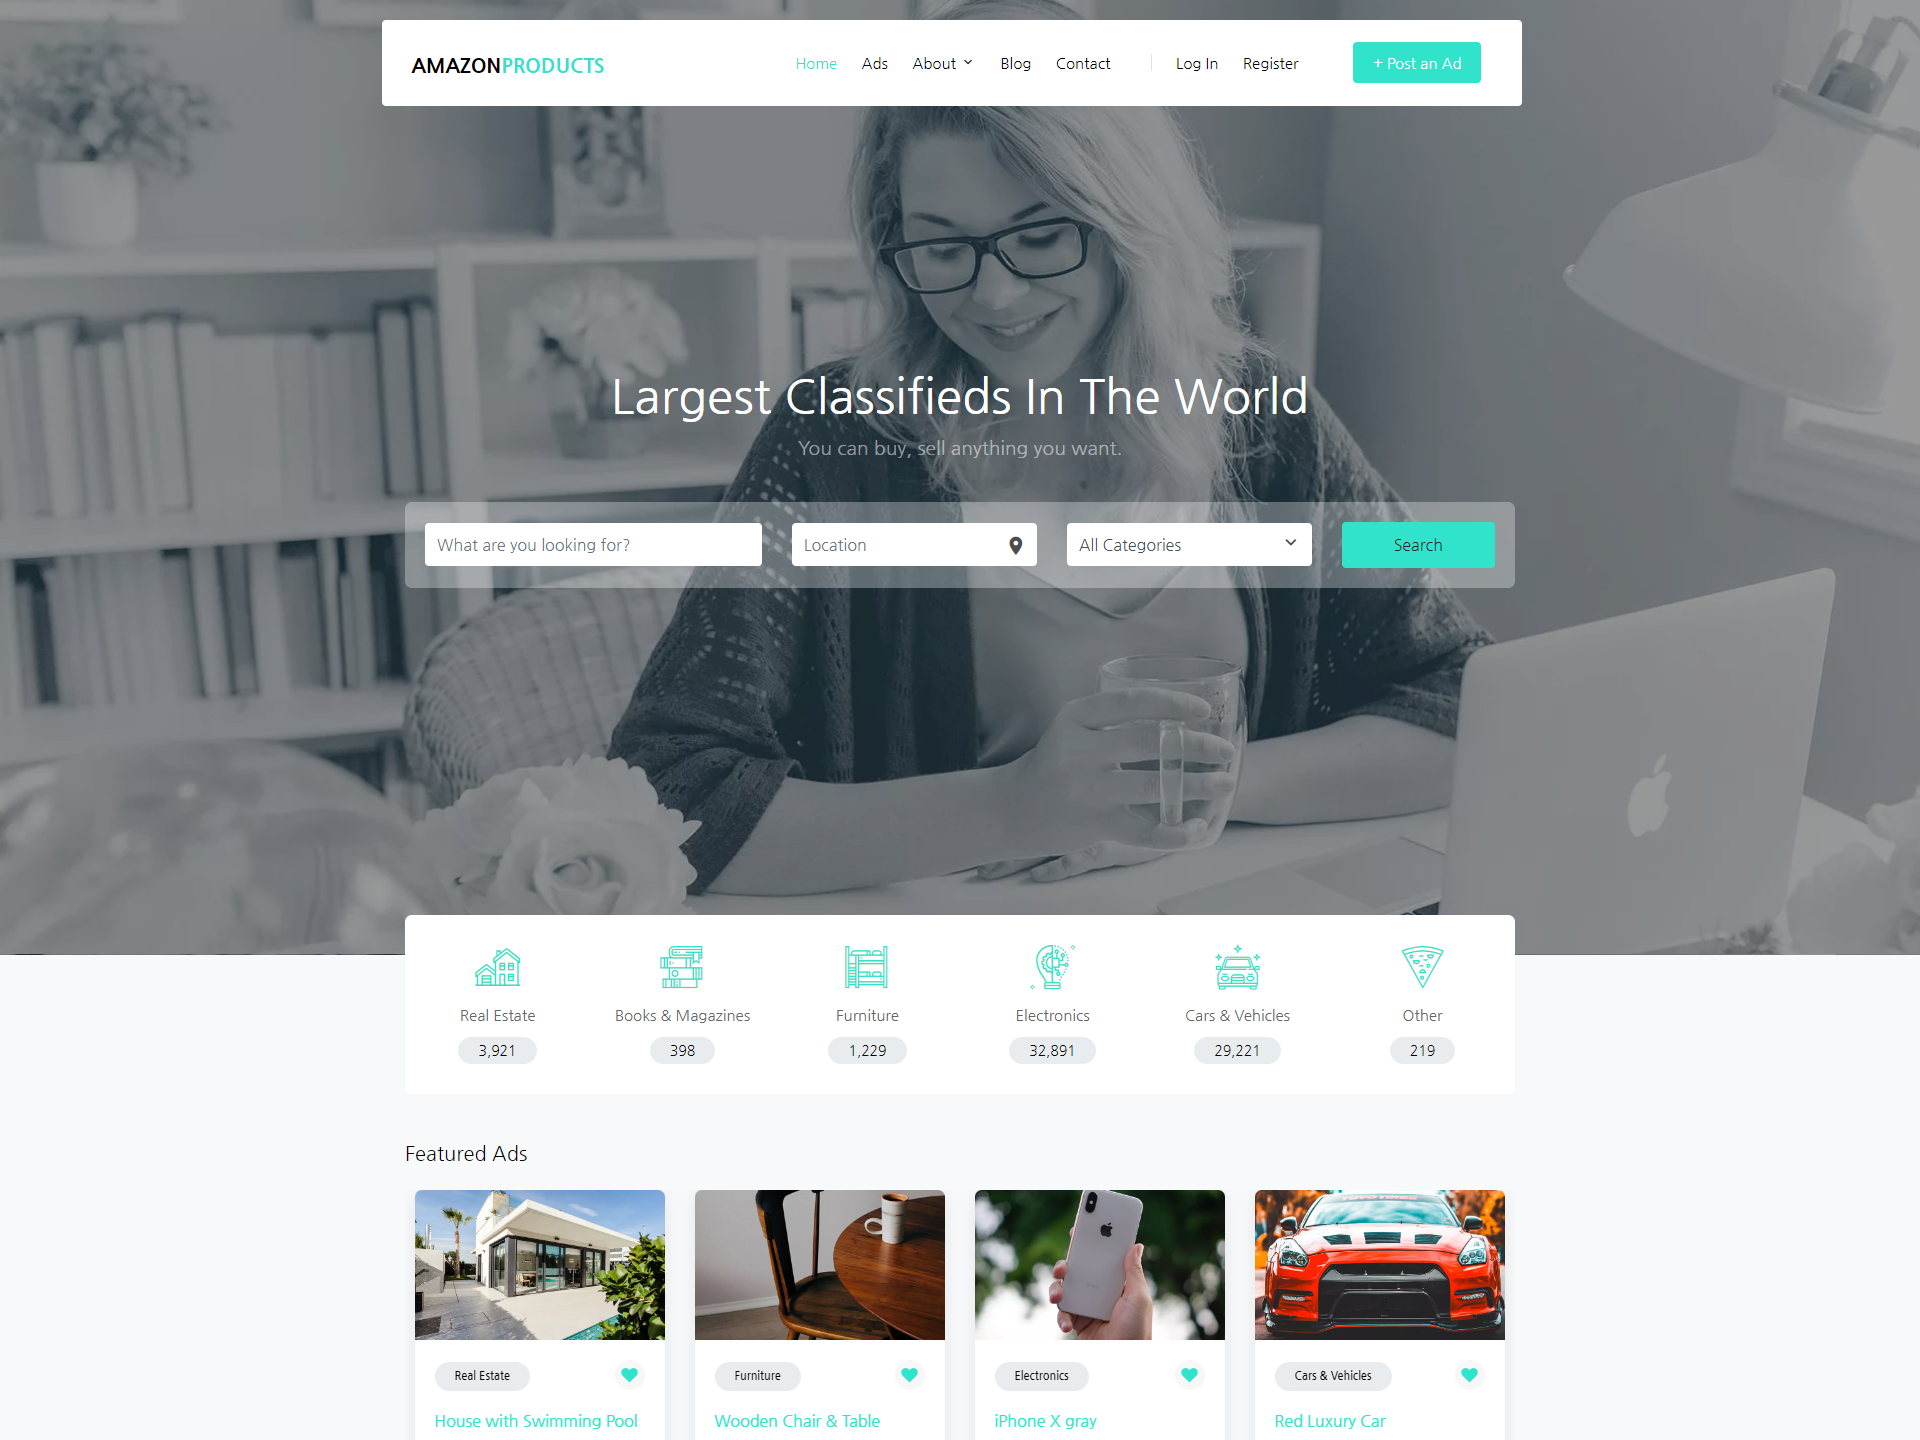 AMAZONPRODUCTS
Home Ads About Blog Contact Log In Register + Post an Ad
Largest Classifieds In The World
You can buy, sell anything you want.
What are you looking for? Location All Categories Search
Real Estate Books & Magazines Furniture Electronics Cars & Vehicles Other
3,921 398 1,229 32,891 29,221 219
Featured Ads
Real Estate Furniture Electronics Cars & Vehicles
House with Swimming Pool Wooden Chair & Table iPhone X gray Red Luxury Car